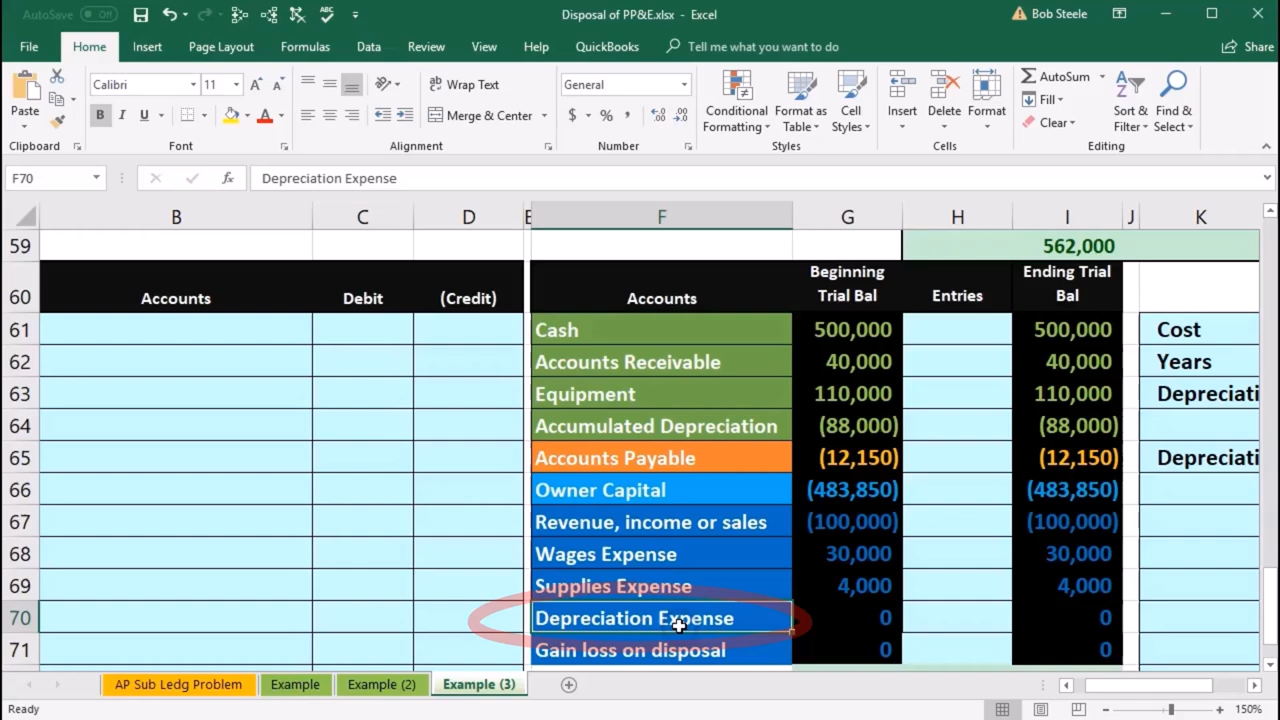 AutoSave Off Disposal of PP&E.xlsx - Excel Bob Steele
File Home Insert Page Layout Formulas Data Review View Help QuickBooks Tell me what you want to do Share
Paste Calibri 11 Wrap Text General Conditional Formatting Format as Table Cell Styles Insert Delete Format AutoSum Sort & Filter Find & Select
B I U Merge & Center $ % , Fill
Clear
Clipboard Font Alignment Number Styles Cells Editing
F70 fx Depreciation Expense
B C D E F G H I J K
59 562,000
60 Accounts Debit (Credit) Accounts Beginning Trial Bal Entries Ending Trial Bal
61 Cash 500,000 500,000 Cost
62 Accounts Receivable 40,000 40,000 Years
63 Equipment 110,000 110,000 Depreciati
64 Accumulated Depreciation (88,000) (88,000)
65 Accounts Payable (12,150) (12,150) Depreciati
66 Owner Capital (483,850) (483,850)
67 Revenue, income or sales (100,000) (100,000)
68 Wages Expense 30,000 30,000
69 Supplies Expense 4,000 4,000
70 Depreciation Expense 0 0
71 Gain loss on disposal 0 0
AP Sub Ledg Problem Example Example (2) Example (3)
Ready 150%